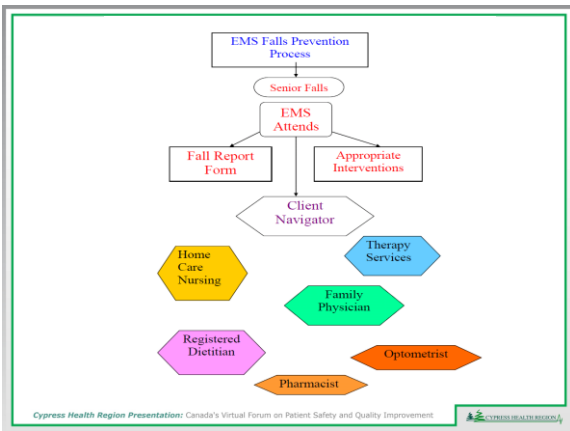 EMS Falls Prevention
Process
Senior Falls
EMS
Attends
Fall Report
Form
Appropriate
Interventions
Client
Navigator
Therapy
Services
Home
Care
Nursing
Family
Physician
Registered
Dietitian
Optometrist
Pharmacist
Cypress Health Region Presentation: Canada's Virtual Forum on Patient Safety and Quality Improvement
CYPRESS HEALTH REGION